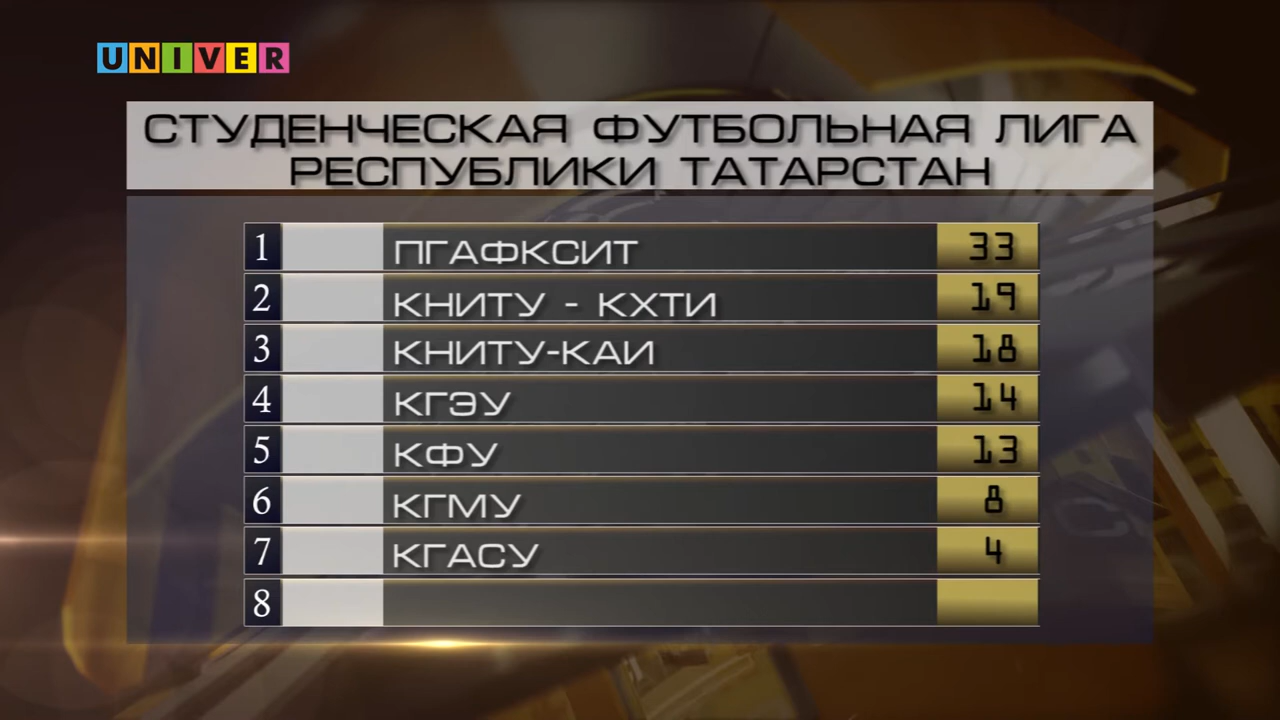 UNIVER
СТУДЕНЧЕСКАЯ ФУТБОЛЬНАЯ ЛИГА
РЕСПУБЛИКИ ТАТАРСТАН
1 ПГАФКСИТ 33
2 КНИТУ - КХТИ 19
3 КНИТУ-КАИ 18
4 КГЭУ 14
5 КФУ 13
6 КГМУ 8
7 КГАСУ 4
8